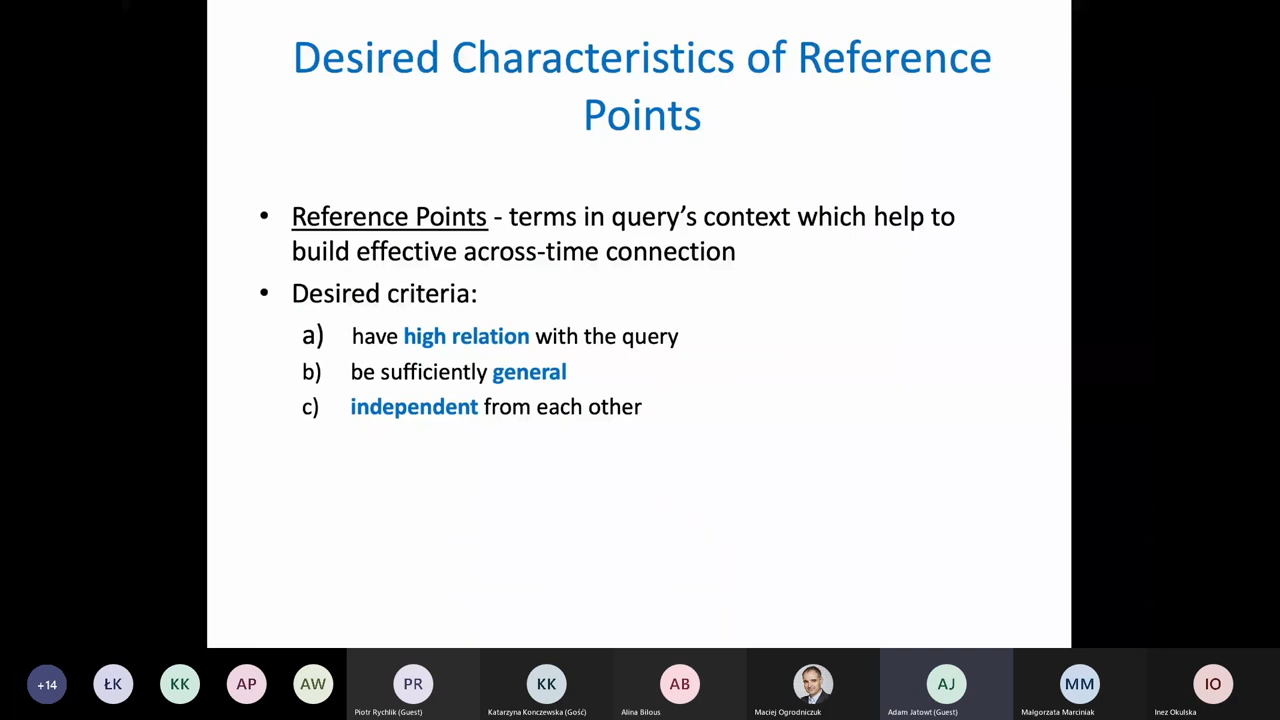 Desired Characteristics of Reference
Points
• Reference Points - terms in query's context which help to
build effective across-time connection
• Desired criteria:
a) have high relation with the query
b) be sufficiently general
c) independent from each other
+14
ŁK
KK
AP
AW
PR
KK
AB
AJ
MM
IO
Piotr Rychlik (Guest)
Katarzyna Konczewska (Gość)
Alina Bilous
Maciej Ogrodniczuk
Adam Jatowt (Guest)
Małgorzata Marciniak
Inez Okulska